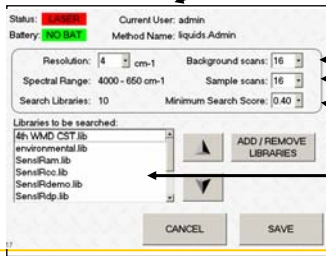 Status: LASER Current User: admin
Battery: NO BAT Method Name: liquids.Admin
Resolution: 4 cm-1 Background scans: 16
Spectral Range: 4000 - 650 cm-1 Sample scans: 16
Search Libraries: 10 Minimum Search Score: 0.40
Libraries to be searched:
4th WMD CST.lib
environmental.lib
SensIRam.lib
SensIRcc.lib
SensIRdemo.lib
SensIRdp.lib
ADD / REMOVE
LIBRARIES
CANCEL SAVE
17